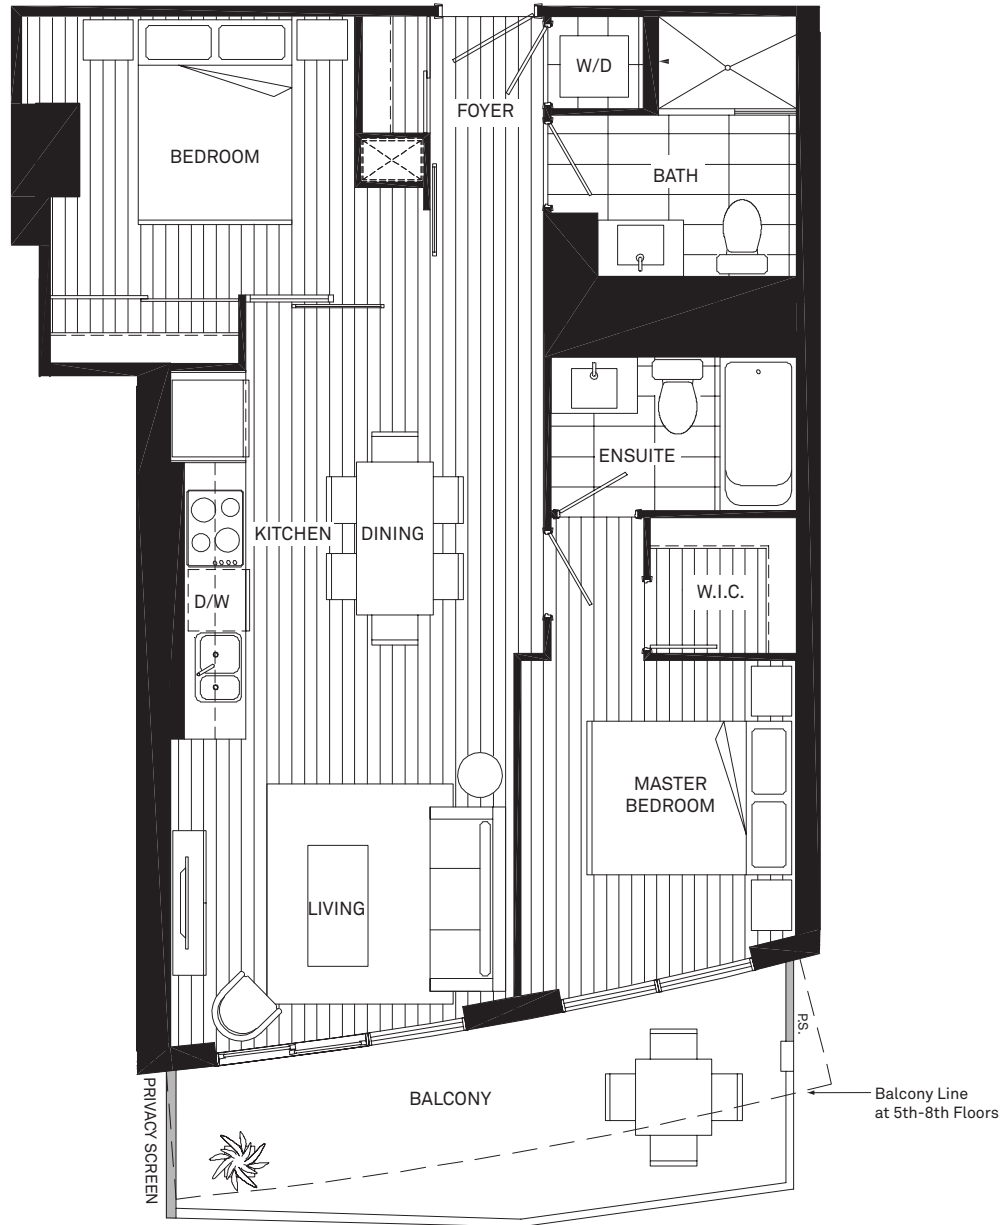 W/D
FOYER
BEDROOM
BATH
ENSUITE
KITCHEN
DINING
D/W
W.I.C.
MASTER
BEDROOM
LIVING
P.S.
BALCONY
Balcony Line
at 5th-8th Floors
PRIVACY SCREEN